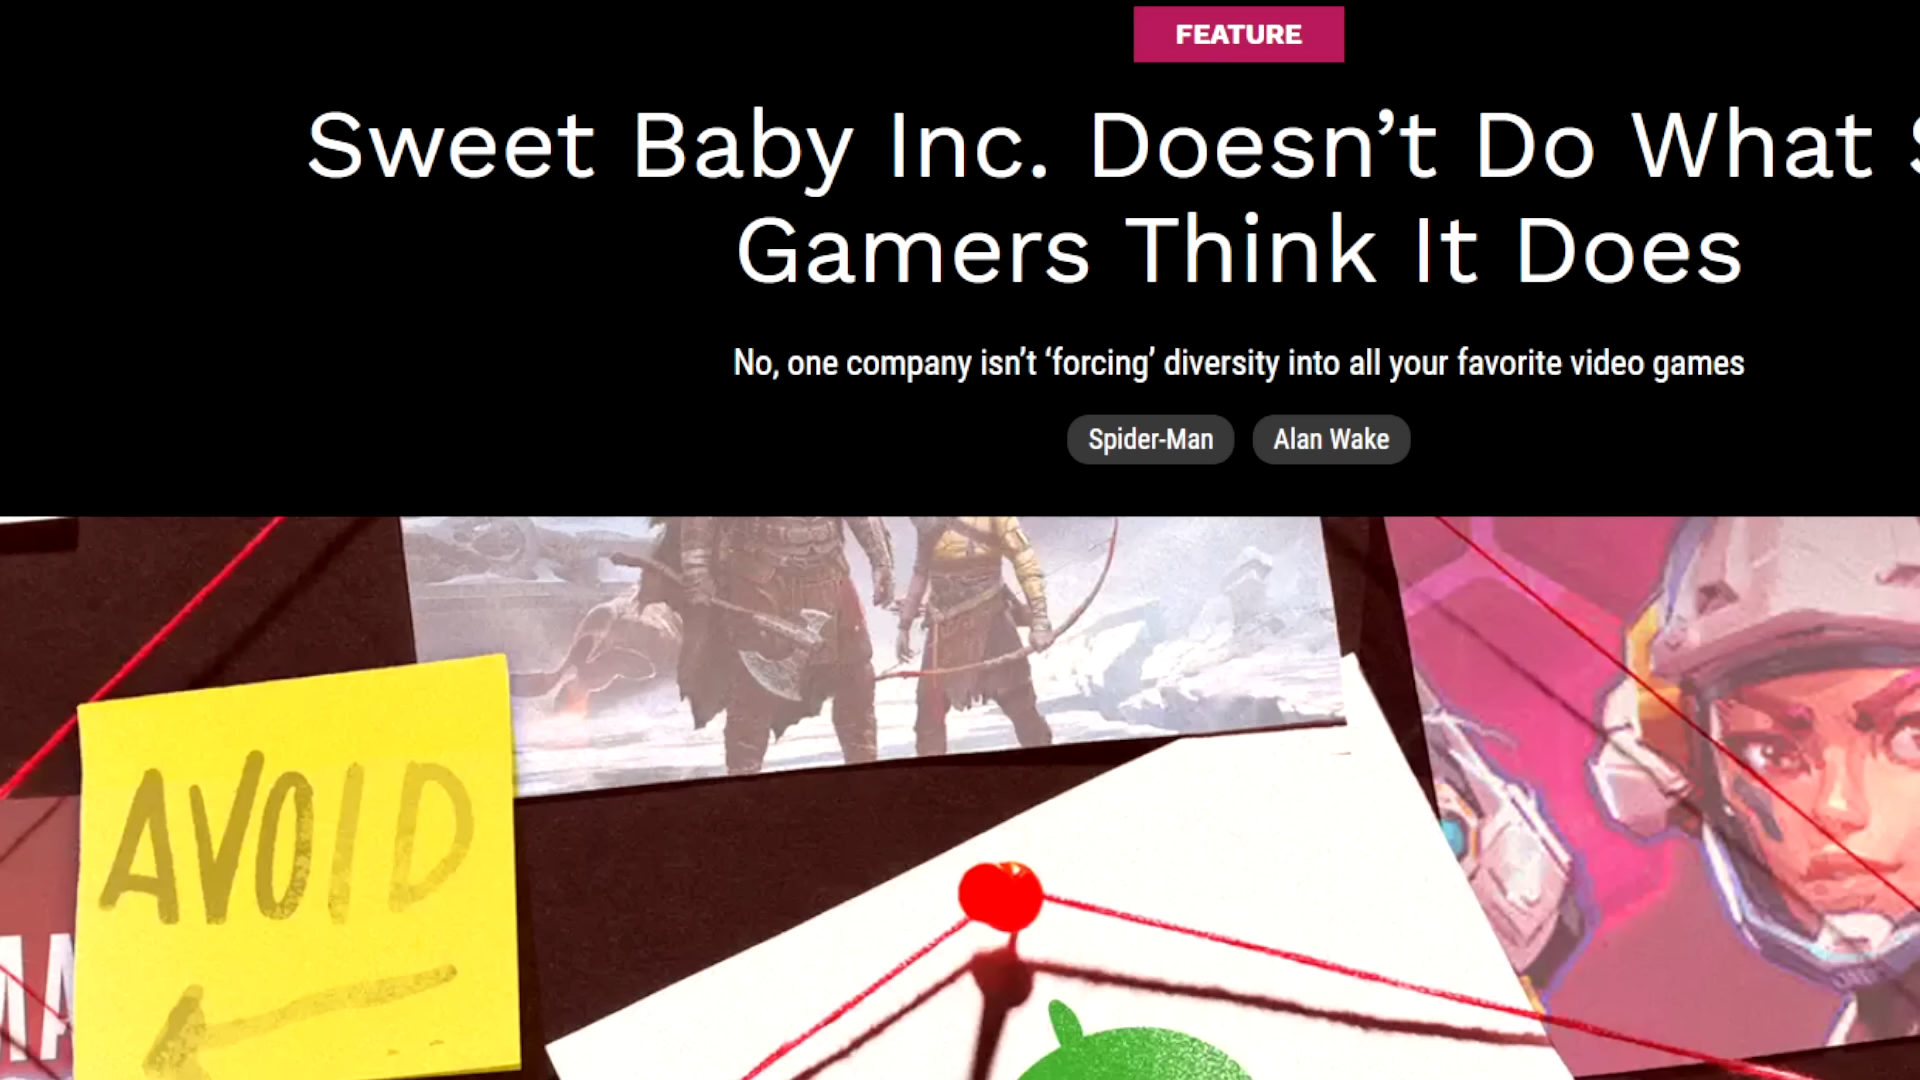 FEATURE
Sweet Baby Inc. Doesn’t Do What S
Gamers Think It Does
No, one company isn’t ‘forcing’ diversity into all your favorite video games
Spider-Man Alan Wake
AVOID
MA